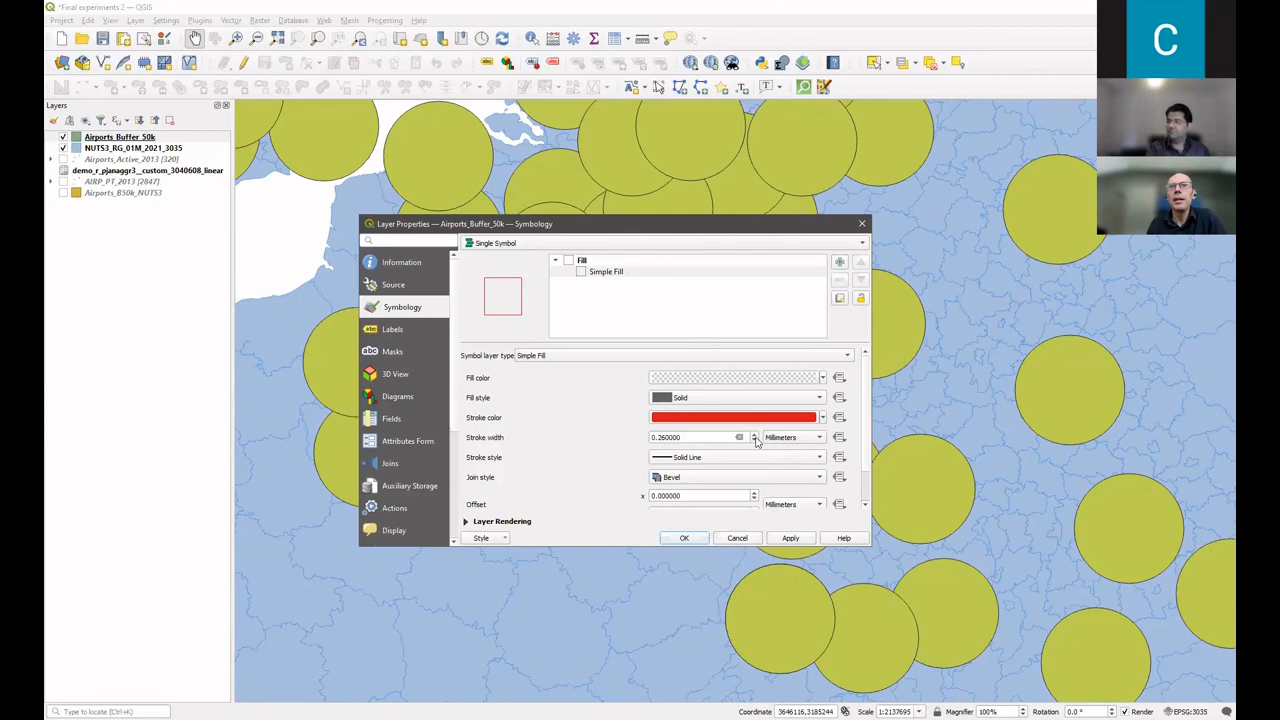 *Final experiments 2 — QGIS
Project Edit View Layer Settings Plugins Vector Raster Database Web Mesh Processing Help
Layers
Airports_Buffer_50k
NUTS3_RG_01M_2021_3035
Airports_Active_2013 [320]
demo_r_pjanaggr3__custom_3040608_linear
AIRP_PT_2013 [2847]
Airports_B50k_NUTS3
Layer Properties — Airports_Buffer_50k — Symbology
Information
Source
Symbology
Labels
Masks
3D View
Diagrams
Fields
Attributes Form
Joins
Auxiliary Storage
Actions
Display
Single Symbol
Fill
Simple Fill
Symbol layer type Simple Fill
Fill color
Fill style Solid
Stroke color
Stroke width 0.260000 Millimeters
Stroke style Solid Line
Join style Bevel
x 0.000000
Offset Millimeters
Layer Rendering
Style OK Cancel Apply Help
C
Type to locate (Ctrl+K) Coordinate 3646116,3185244 Scale 1:2137695 Magnifier 100% Rotation 0.0 ° Render EPSG:3035